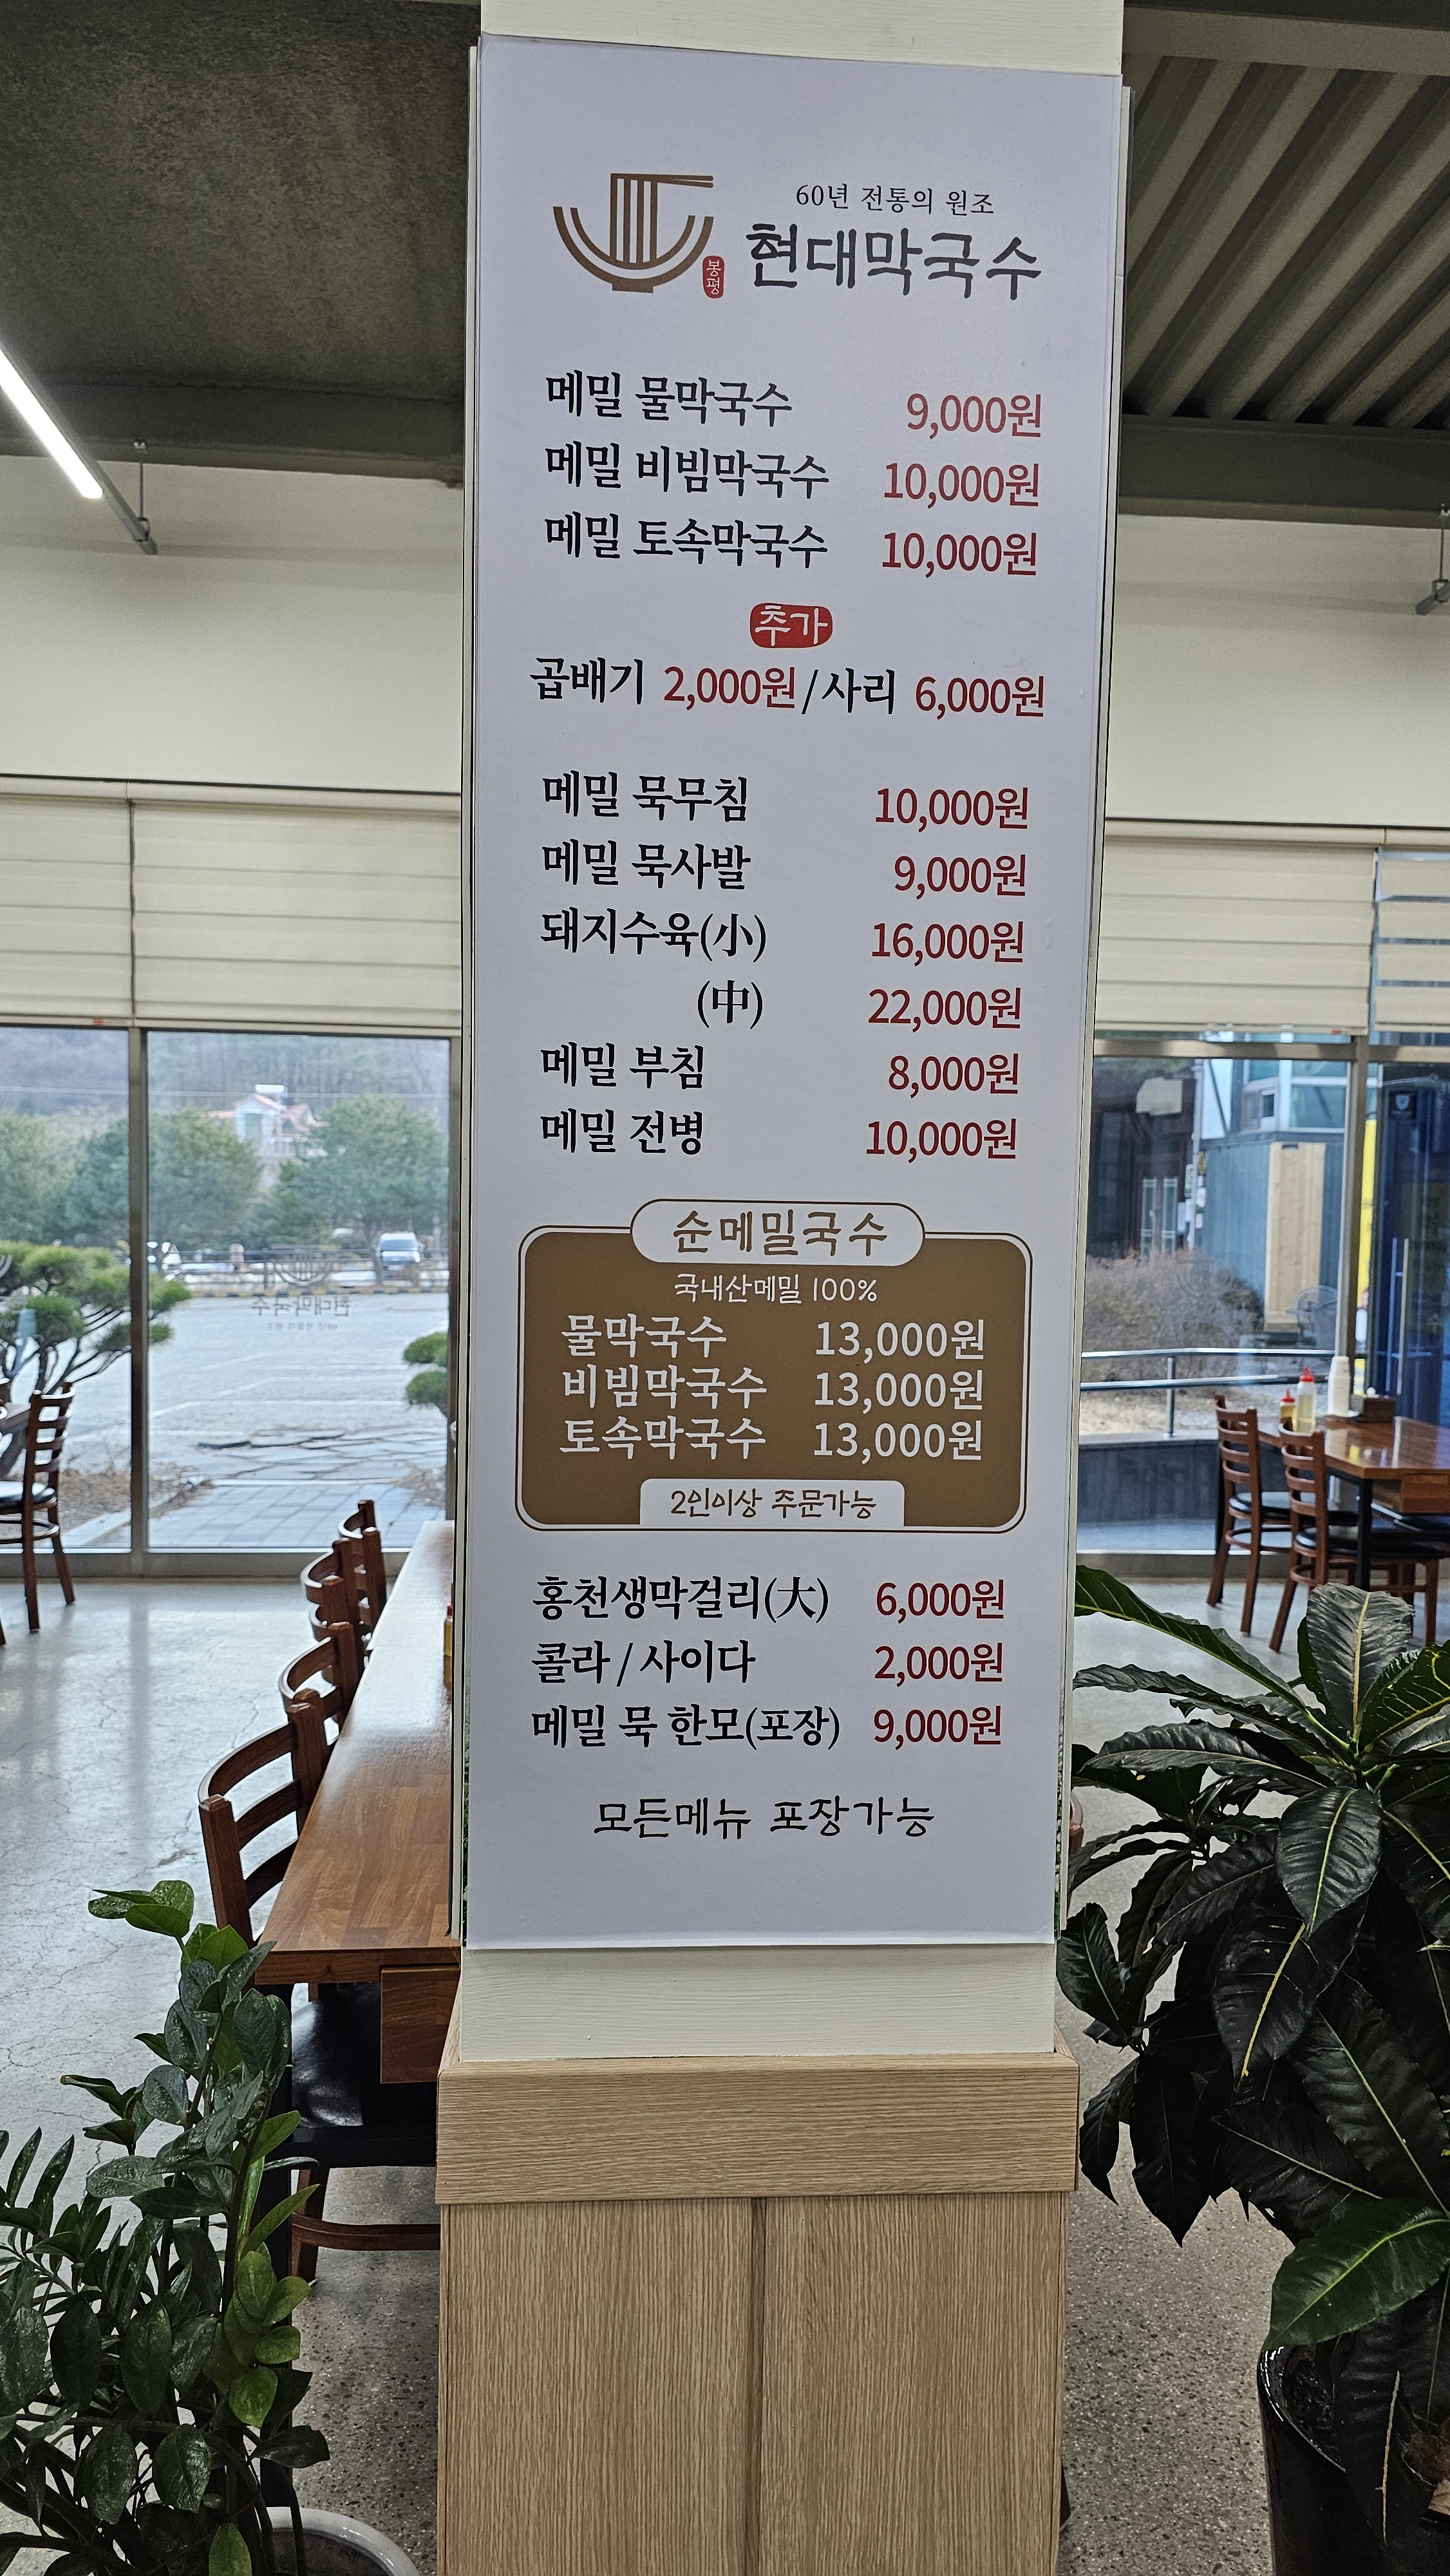 60년 전통의 원조
봉평
현대막국수
메밀 물막국수 9,000원
메밀 비빔막국수 10,000원
메밀 토속막국수 10,000원
추가
곱배기 2,000원/사리 6,000원
메밀 묵무침 10,000원
메밀 묵사발 9,000원
돼지수육(小) 16,000원
(中) 22,000원
메밀 부침 8,000원
메밀 전병 10,000원
순메밀국수
국내산메밀 100%
물막국수 13,000원
비빔막국수 13,000원
토속막국수 13,000원
2인이상 주문가능
홍천생막걸리(大) 6,000원
콜라/사이다 2,000원
메밀 묵 한모(포장) 9,000원
모든메뉴 포장가능
현대막국수